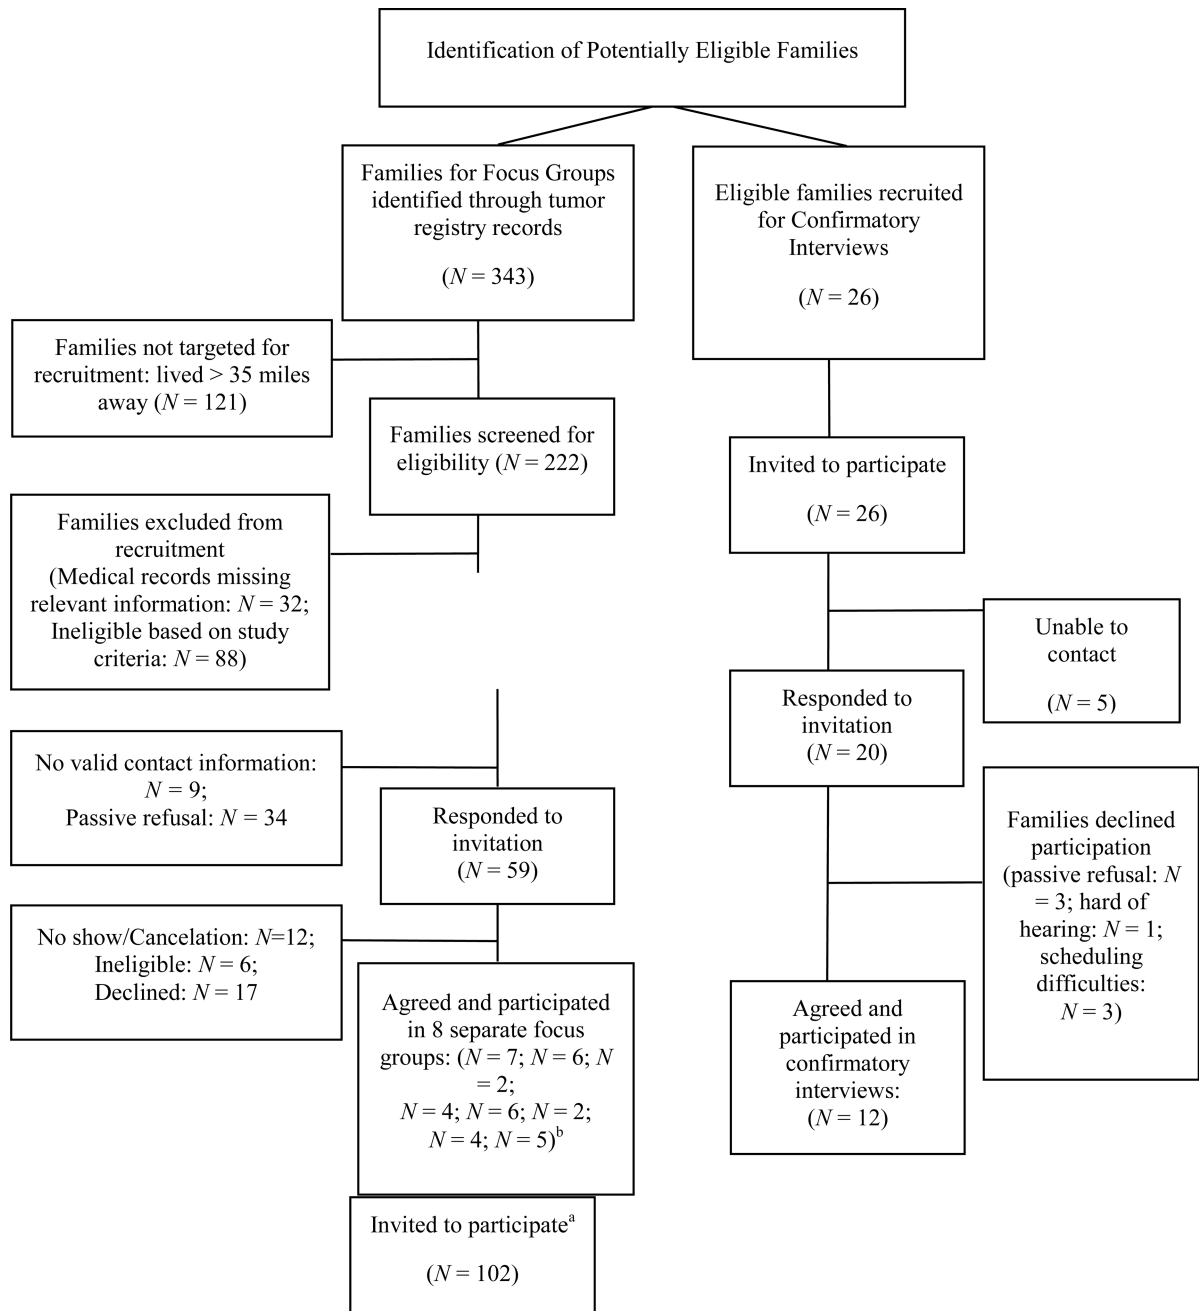 Identification of Potentially Eligible Families
Families for Focus Groups
identified through tumor
registry records
(N = 343)
Eligible families recruited
for Confirmatory
Interviews
(N = 26)
Families not targeted for
recruitment: lived > 35 miles
away (N = 121)
Families screened for
eligibility (N = 222)
Invited to participate
(N = 26)
Families excluded from
recruitment
(Medical records missing
relevant information: N = 32;
Ineligible based on study
criteria: N = 88)
Unable to
contact
(N = 5)
Responded to
invitation
(N = 20)
No valid contact information:
N = 9;
Passive refusal: N = 34
Responded to
invitation
(N = 59)
Families declined
participation
(passive refusal: N
= 3; hard of
hearing: N = 1;
scheduling
difficulties:
N = 3)
No show/Cancelation: N=12;
Ineligible: N = 6;
Declined: N = 17
Agreed and participated
in 8 separate focus
groups: (N = 7; N = 6; N
= 2;
N = 4; N = 6; N = 2;
N = 4; N = 5)b
Agreed and
participated in
confirmatory
interviews:
(N = 12)
Invited to participatea
(N = 102)